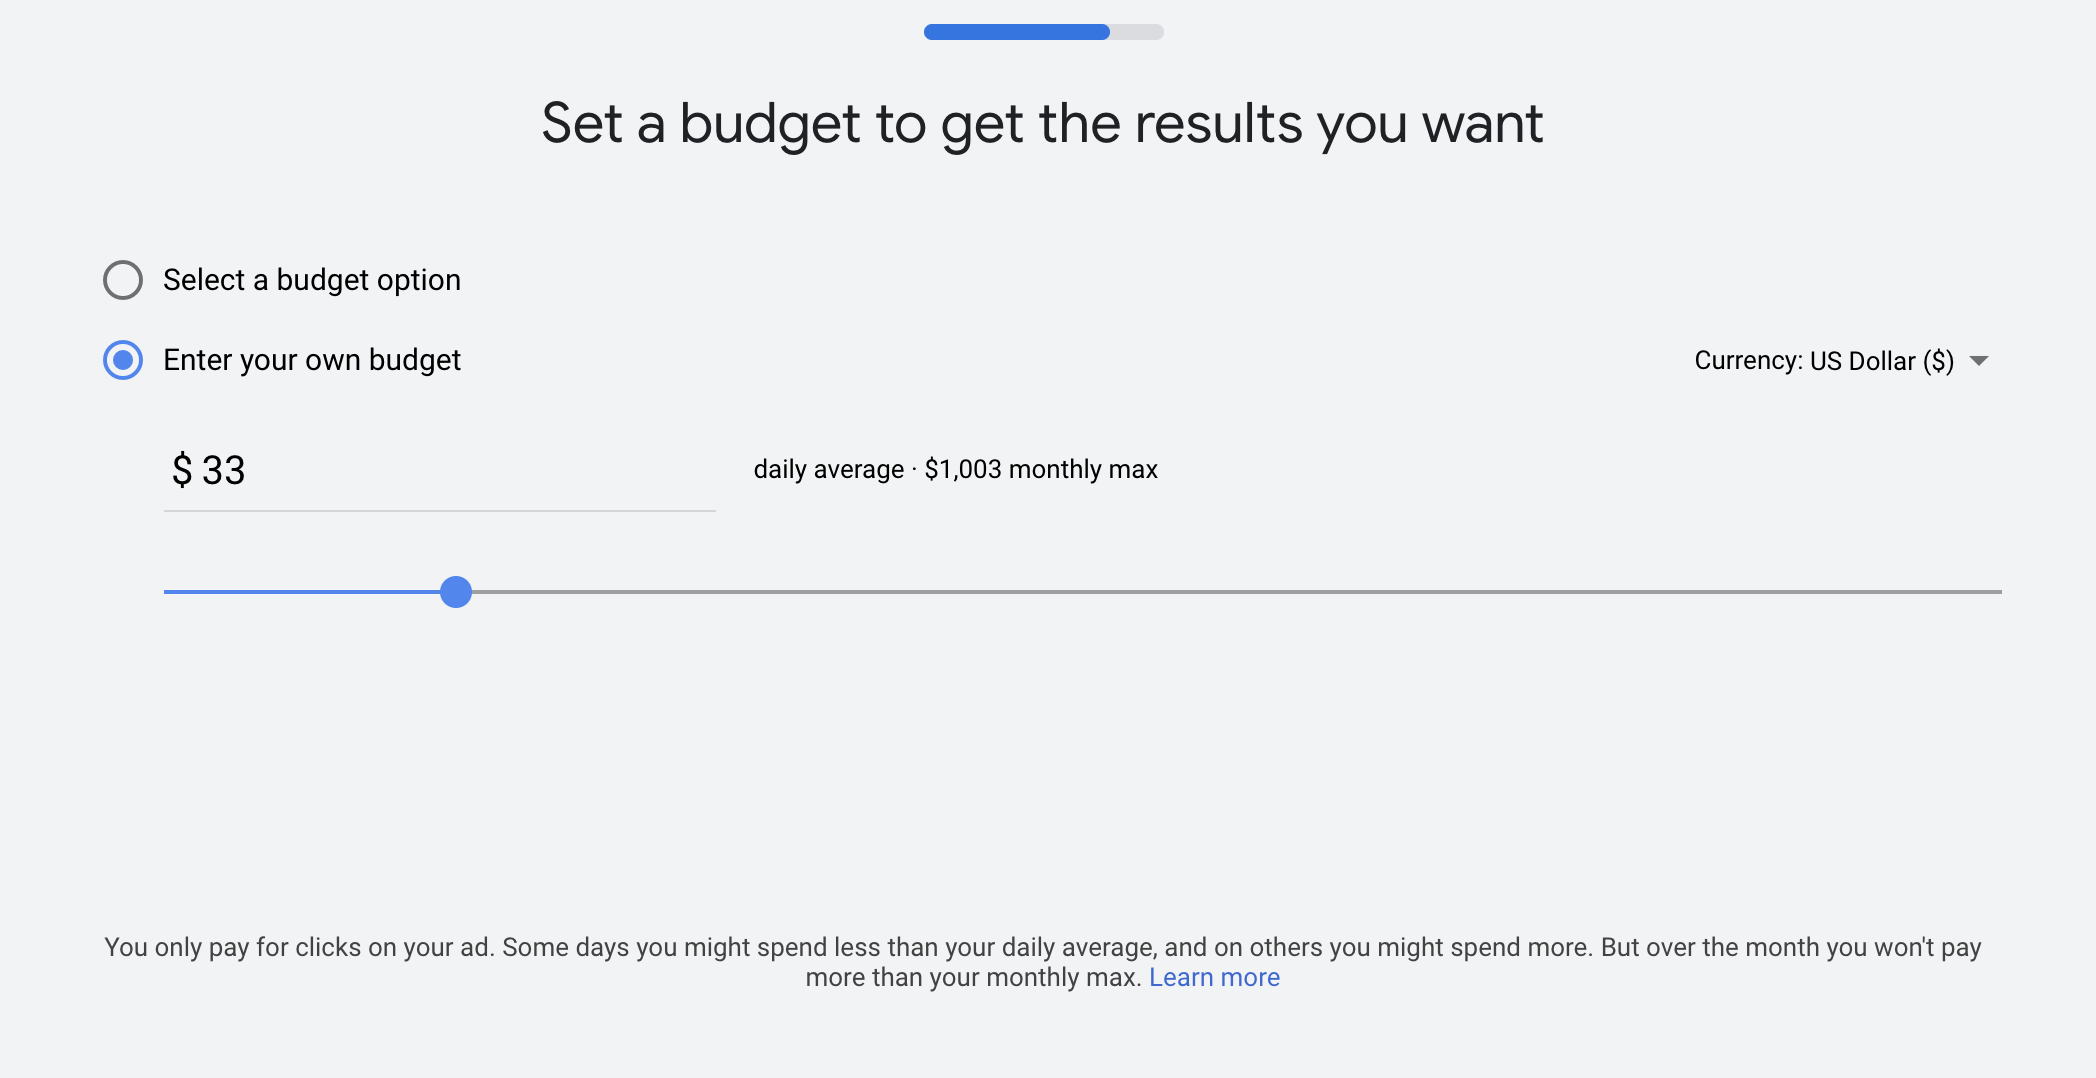 Set a budget to get the results you want
Select a budget option
Enter your own budget
Currency: US Dollar ($)
$ 33
daily average · $1,003 monthly max
You only pay for clicks on your ad. Some days you might spend less than your daily average, and on others you might spend more. But over the month you won't pay
more than your monthly max. Learn more